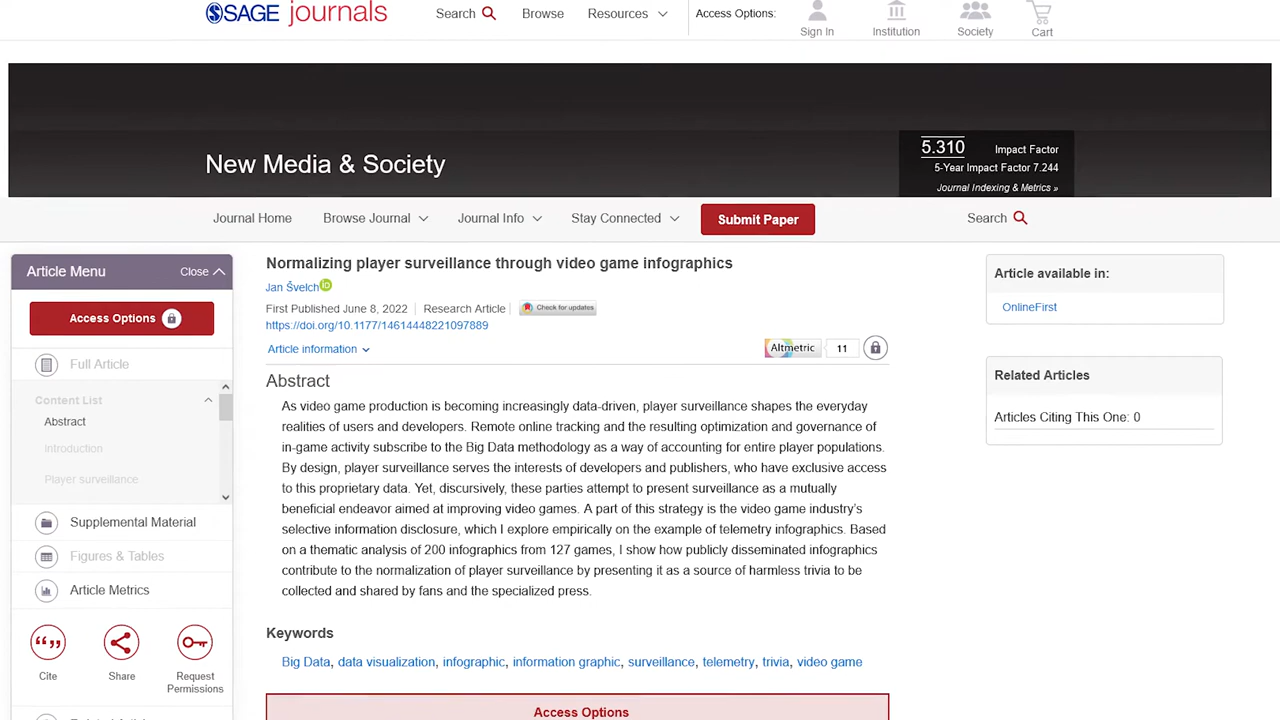 SAGE journals
Search
Browse
Resources
Access Options:
Sign In
Institution
Society
Cart
New Media & Society
5.310 Impact Factor
5-Year Impact Factor 7.244
Journal Indexing & Metrics »
Journal Home
Browse Journal
Journal Info
Stay Connected
Submit Paper
Search
Article Menu
Close
Access Options
Full Article
Content List
Abstract
Introduction
Player surveillance
Supplemental Material
Figures & Tables
Article Metrics
Cite
Share
Request
Permissions
Normalizing player surveillance through video game infographics
Jan Švelch iD
First Published June 8, 2022 Research Article Check for updates
https://doi.org/10.1177/14614448221097889
Article information
Altmetric 11
Abstract
As video game production is becoming increasingly data-driven, player surveillance shapes the everyday
realities of users and developers. Remote online tracking and the resulting optimization and governance of
in-game activity subscribe to the Big Data methodology as a way of accounting for entire player populations.
By design, player surveillance serves the interests of developers and publishers, who have exclusive access
to this proprietary data. Yet, discursively, these parties attempt to present surveillance as a mutually
beneficial endeavor aimed at improving video games. A part of this strategy is the video game industry's
selective information disclosure, which I explore empirically on the example of telemetry infographics. Based
on a thematic analysis of 200 infographics from 127 games, I show how publicly disseminated infographics
contribute to the normalization of player surveillance by presenting it as a source of harmless trivia to be
collected and shared by fans and the specialized press.
Keywords
Big Data, data visualization, infographic, information graphic, surveillance, telemetry, trivia, video game
Access Options
Article available in:
OnlineFirst
Related Articles
Articles Citing This One: 0